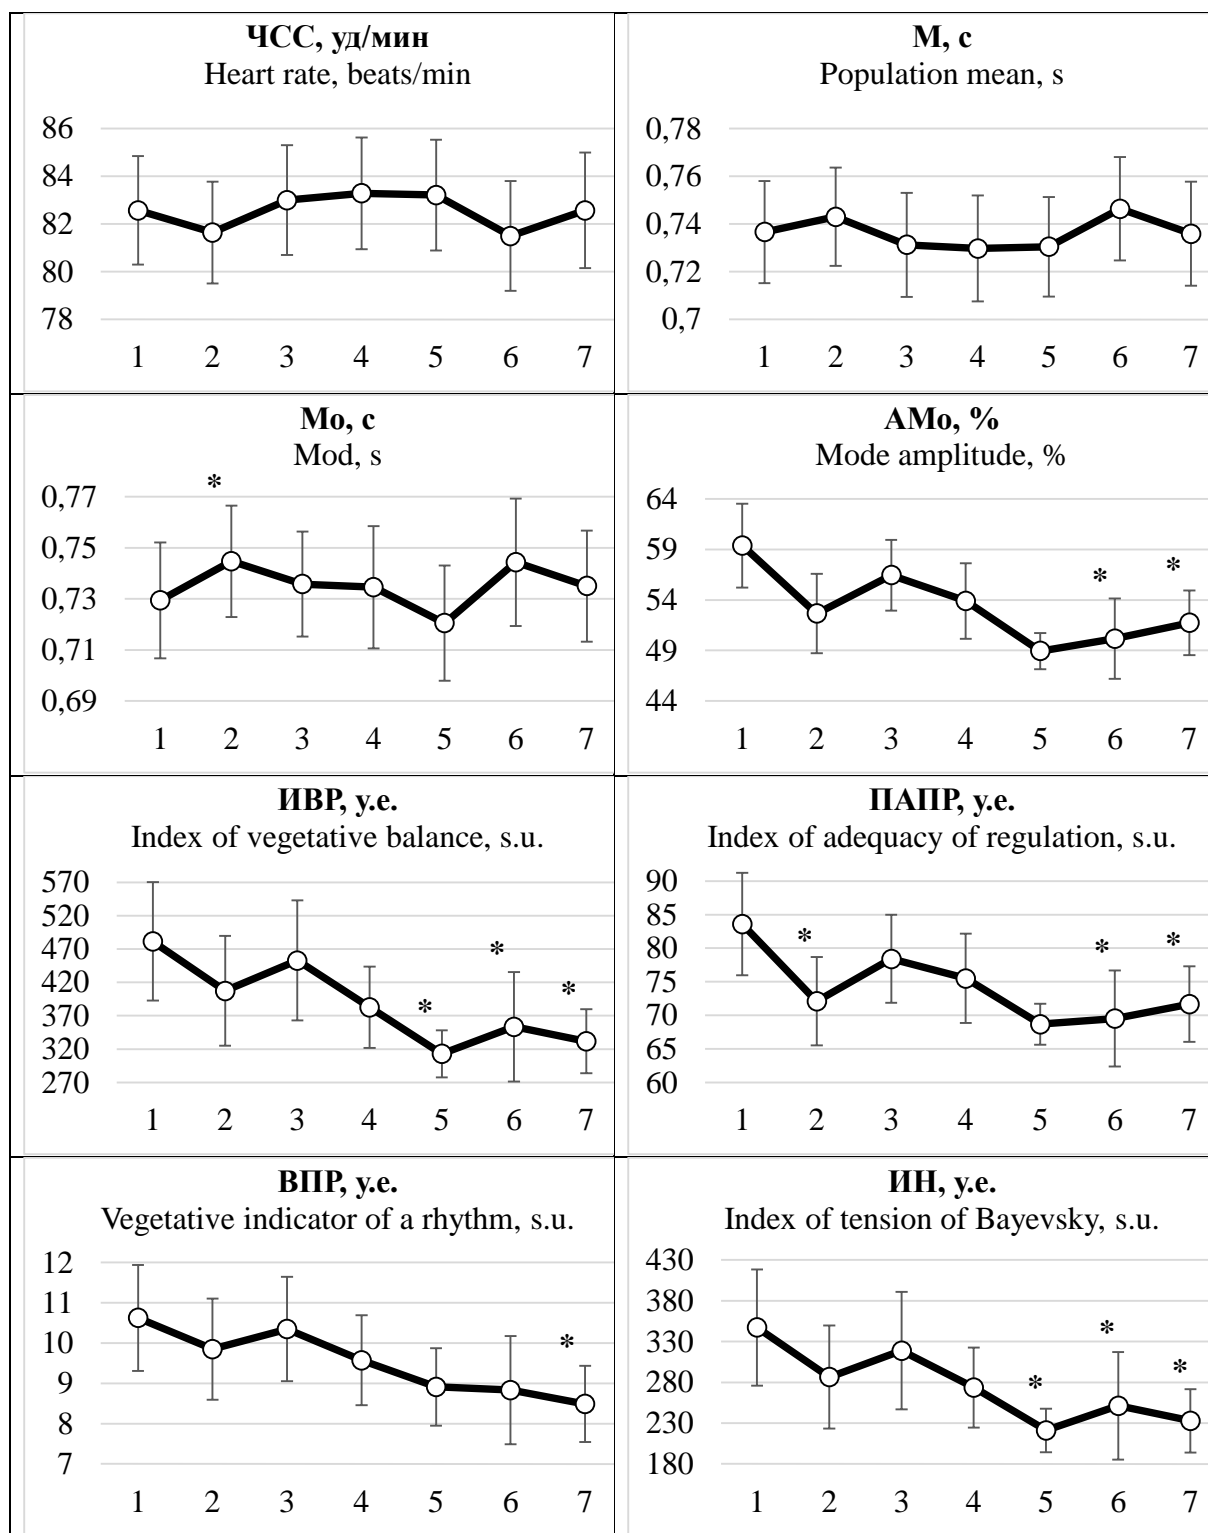 ЧСС, уд/мин
Heart rate, beats/min
86
84
82
80
78
1 2 3 4 5 6 7
М, с
Population mean, s
0,78
0,76
0,74
0,72
0,7
1 2 3 4 5 6 7
Мо, с
Mod, s
*
0,77
0,75
0,73
0,71
0,69
1 2 3 4 5 6 7
АМо, %
Mode amplitude, %
64
59
* *
54
49
44
1 2 3 4 5 6 7
ИВР, у.е.
Index of vegetative balance, s.u.
570
520
470 *
420
370 * *
320
270
1 2 3 4 5 6 7
ПАПР, у.е.
Index of adequacy of regulation, s.u.
90
85
80 * * *
75
70
65
60
1 2 3 4 5 6 7
ВПР, у.е.
Vegetative indicator of a rhythm, s.u.
12
11
10 *
9
8
7
1 2 3 4 5 6 7
ИН, у.е.
Index of tension of Bayevsky, s.u.
430
380
330 *
280 * *
230
180
1 2 3 4 5 6 7